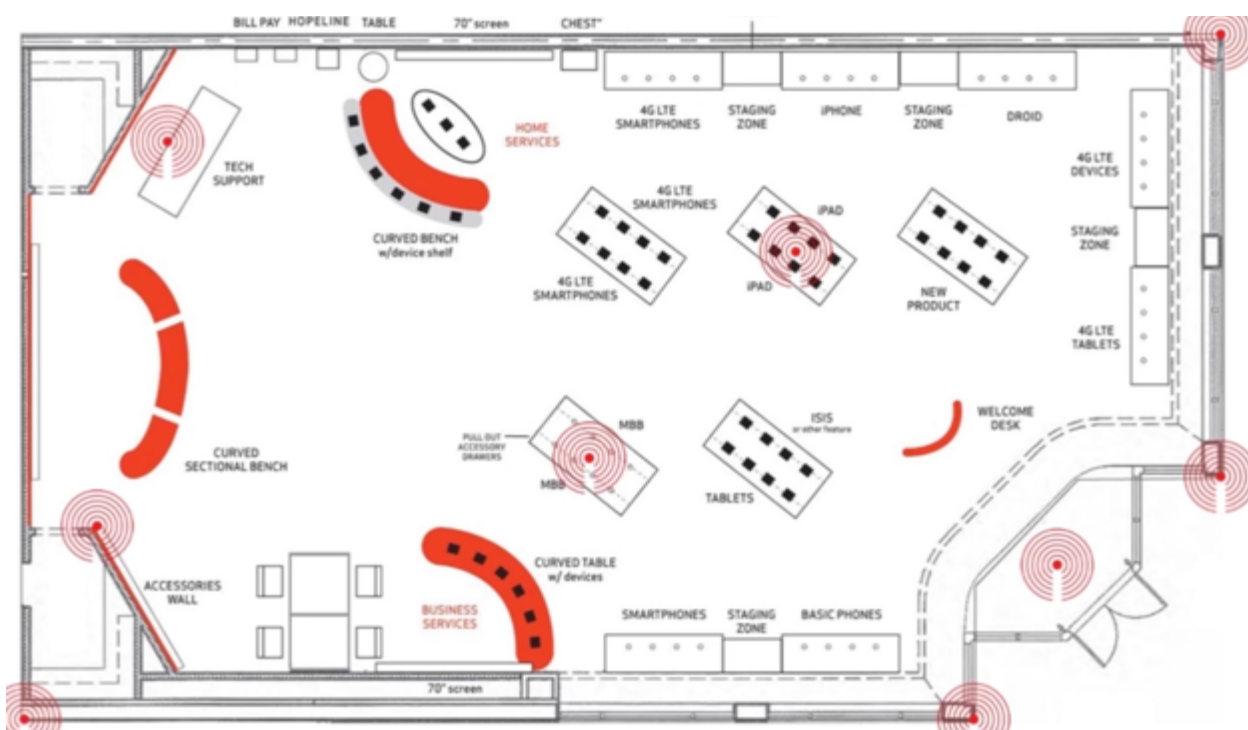 BILL PAY HOPELINE TABLE 70" screen CHEST"
4G LTE
SMARTPHONES
STAGING
ZONE
iPHONE
STAGING
ZONE
DROID
HOME
SERVICES
TECH
SUPPORT
4G LTE
DEVICES
4G LTE
SMARTPHONES
iPAD
CURVED BENCH
w/device shelf
STAGING
ZONE
4G LTE
SMARTPHONES
iPAD
NEW
PRODUCT
4G LTE
TABLETS
WELCOME
DESK
MBB
ISIS
or other feature
PULL OUT
ACCESSORY
DRAWERS
CURVED
SECTIONAL BENCH
MBB
TABLETS
CURVED TABLE
w/ devices
ACCESSORIES
WALL
BUSINESS
SERVICES
SMARTPHONES
STAGING
ZONE
BASIC PHONES
70" screen